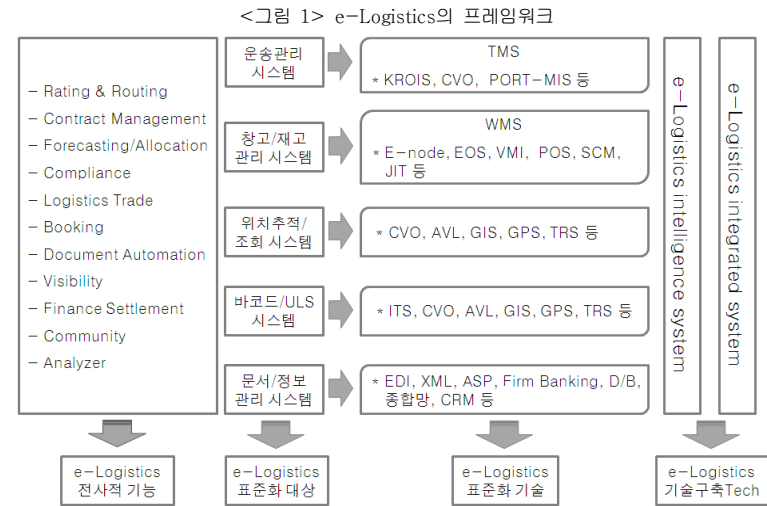 <그림 1> e-Logistics의 프레임워크
- Rating & Routing
- Contract Management
- Forecasting/Allocation
- Compliance
- Logistics Trade
- Booking
- Document Automation
- Visibility
- Finance Settlement
- Community
- Analyzer
운송관리
시스템
TMS
* KROIS, CVO, PORT-MIS 등
창고/재고
관리 시스템
WMS
* E-node, EOS, VMI, POS, SCM,
JIT 등
위치추적/
조회 시스템
* CVO, AVL, GIS, GPS, TRS 등
바코드/ULS
시스템
* ITS, CVO, AVL, GIS, GPS, TRS 등
문서/정보
관리 시스템
* EDI, XML, ASP, Firm Banking, D/B,
종합망, CRM 등
e-Logistics intelligence system
e-Logistics integrated system
e-Logistics
전사적 기능
e-Logistics
표준화 대상
e-Logistics
표준화 기술
e-Logistics
기술구축Tech